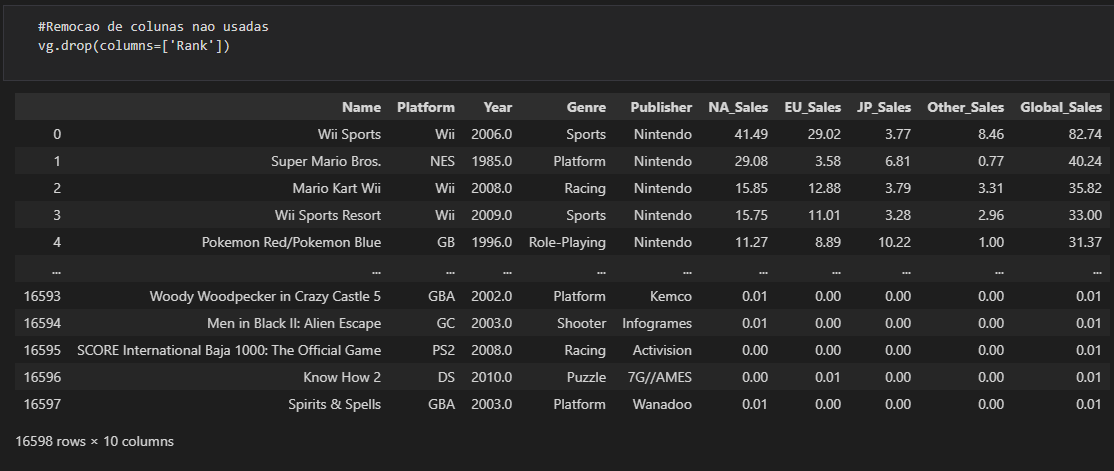 #Remocao de colunas nao usadas
vg.drop(columns=['Rank'])
Name Platform Year Genre Publisher NA_Sales EU_Sales JP_Sales Other_Sales Global_Sales
0 Wii Sports Wii 2006.0 Sports Nintendo 41.49 29.02 3.77 8.46 82.74
1 Super Mario Bros. NES 1985.0 Platform Nintendo 29.08 3.58 6.81 0.77 40.24
2 Mario Kart Wii Wii 2008.0 Racing Nintendo 15.85 12.88 3.79 3.31 35.82
3 Wii Sports Resort Wii 2009.0 Sports Nintendo 15.75 11.01 3.28 2.96 33.00
4 Pokemon Red/Pokemon Blue GB 1996.0 Role-Playing Nintendo 11.27 8.89 10.22 1.00 31.37
... ... ... ... ... ... ... ... ... ... ...
16593 Woody Woodpecker in Crazy Castle 5 GBA 2002.0 Platform Kemco 0.01 0.00 0.00 0.00 0.01
16594 Men in Black II: Alien Escape GC 2003.0 Shooter Infogrames 0.01 0.00 0.00 0.00 0.01
16595 SCORE International Baja 1000: The Official Game PS2 2008.0 Racing Activision 0.00 0.00 0.00 0.00 0.01
16596 Know How 2 DS 2010.0 Puzzle 7G//AMES 0.00 0.01 0.00 0.00 0.01
16597 Spirits & Spells GBA 2003.0 Platform Wanadoo 0.01 0.00 0.00 0.00 0.01
16598 rows × 10 columns